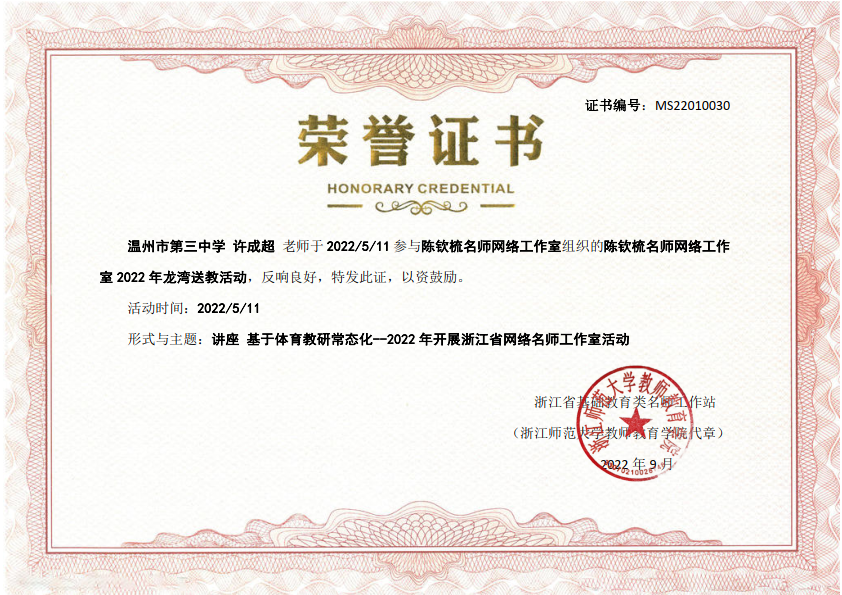 证书编号：MS22010030
荣誉证书
HONORARY CREDENTIAL
温州市第三中学 许成超 老师于 2022/5/11 参与陈钦梳名师网络工作室组织的陈钦梳名师网络工作
室 2022 年龙湾送教活动，反响良好，特发此证，以资鼓励。
活动时间：2022/5/11
形式与主题：讲座 基于体育教研常态化--2022 年开展浙江省网络名师工作室活动
浙江省基础教育类名师工作站
（浙江师范大学教师教育学院代章）
2022 年 9 月
浙江师范大学教师教育学院